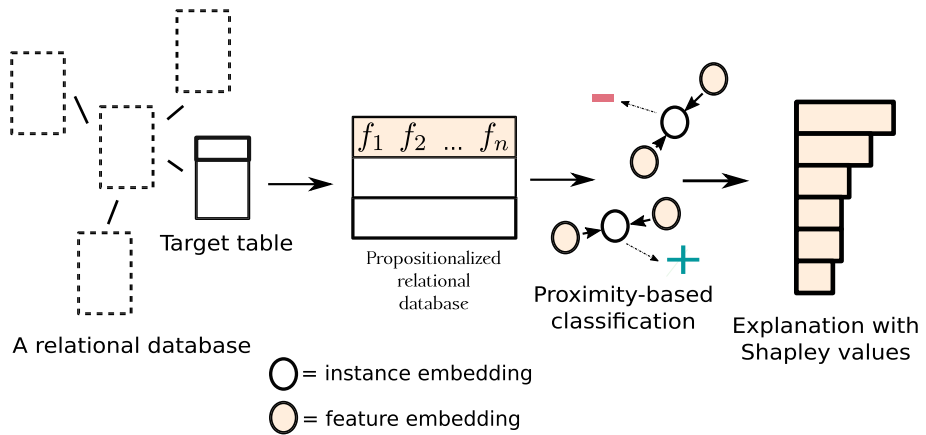 f1 f2 ... fn
Target table
Propositionalized
relational
database
Proximity-based
classification
Explanation with
Shapley values
A relational database
= instance embedding
= feature embedding